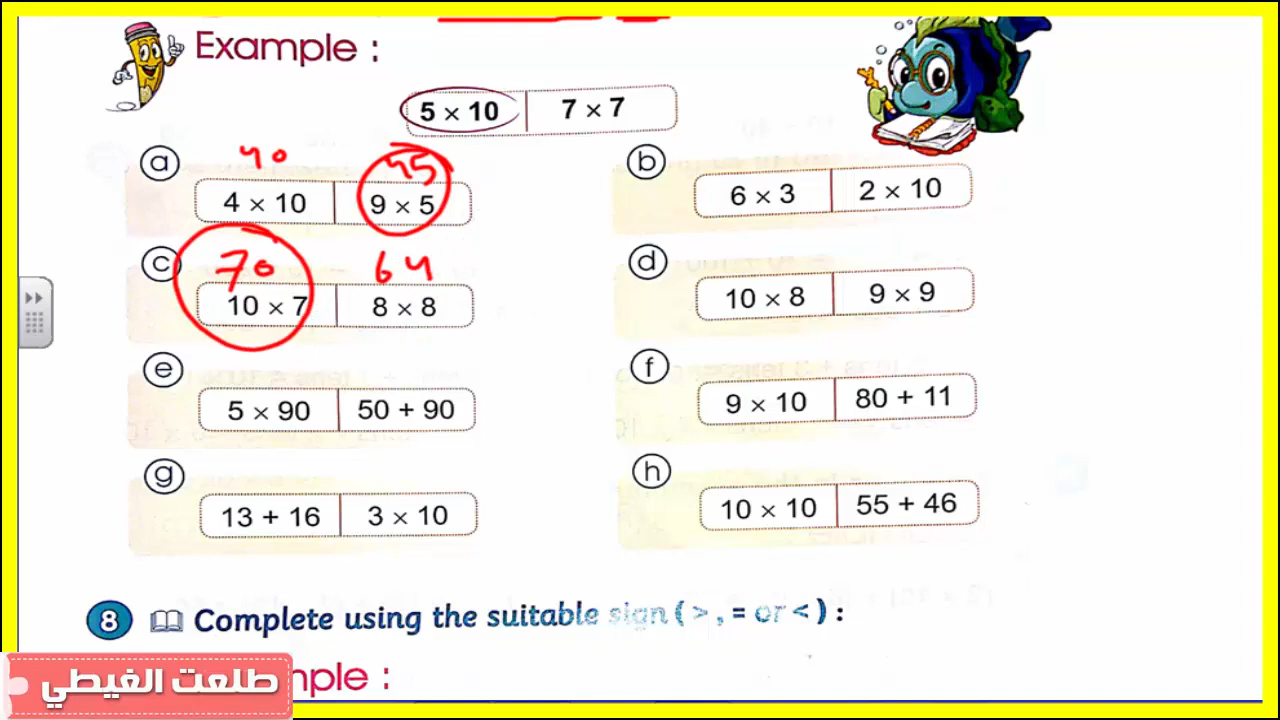 Example :
5 × 10 7 × 7
a 40 45
4 × 10 9 × 5
b 6 × 3 2 × 10
c 70 64
10 × 7 8 × 8
d 10 × 8 9 × 9
e 5 × 90 50 + 90
f 9 × 10 80 + 11
g 13 + 16 3 × 10
h 10 × 10 55 + 46
8 Complete using the suitable sign ( > , = or < ) :
mple :
طلعت الغيطي